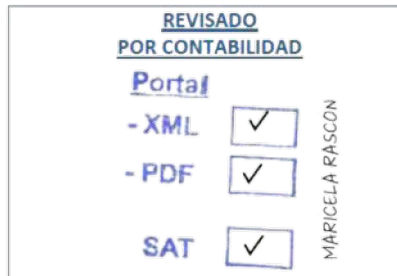 REVISADO
POR CONTABILIDAD
Portal
- XML ✓
- PDF ✓
SAT ✓
MARICELA RASCON